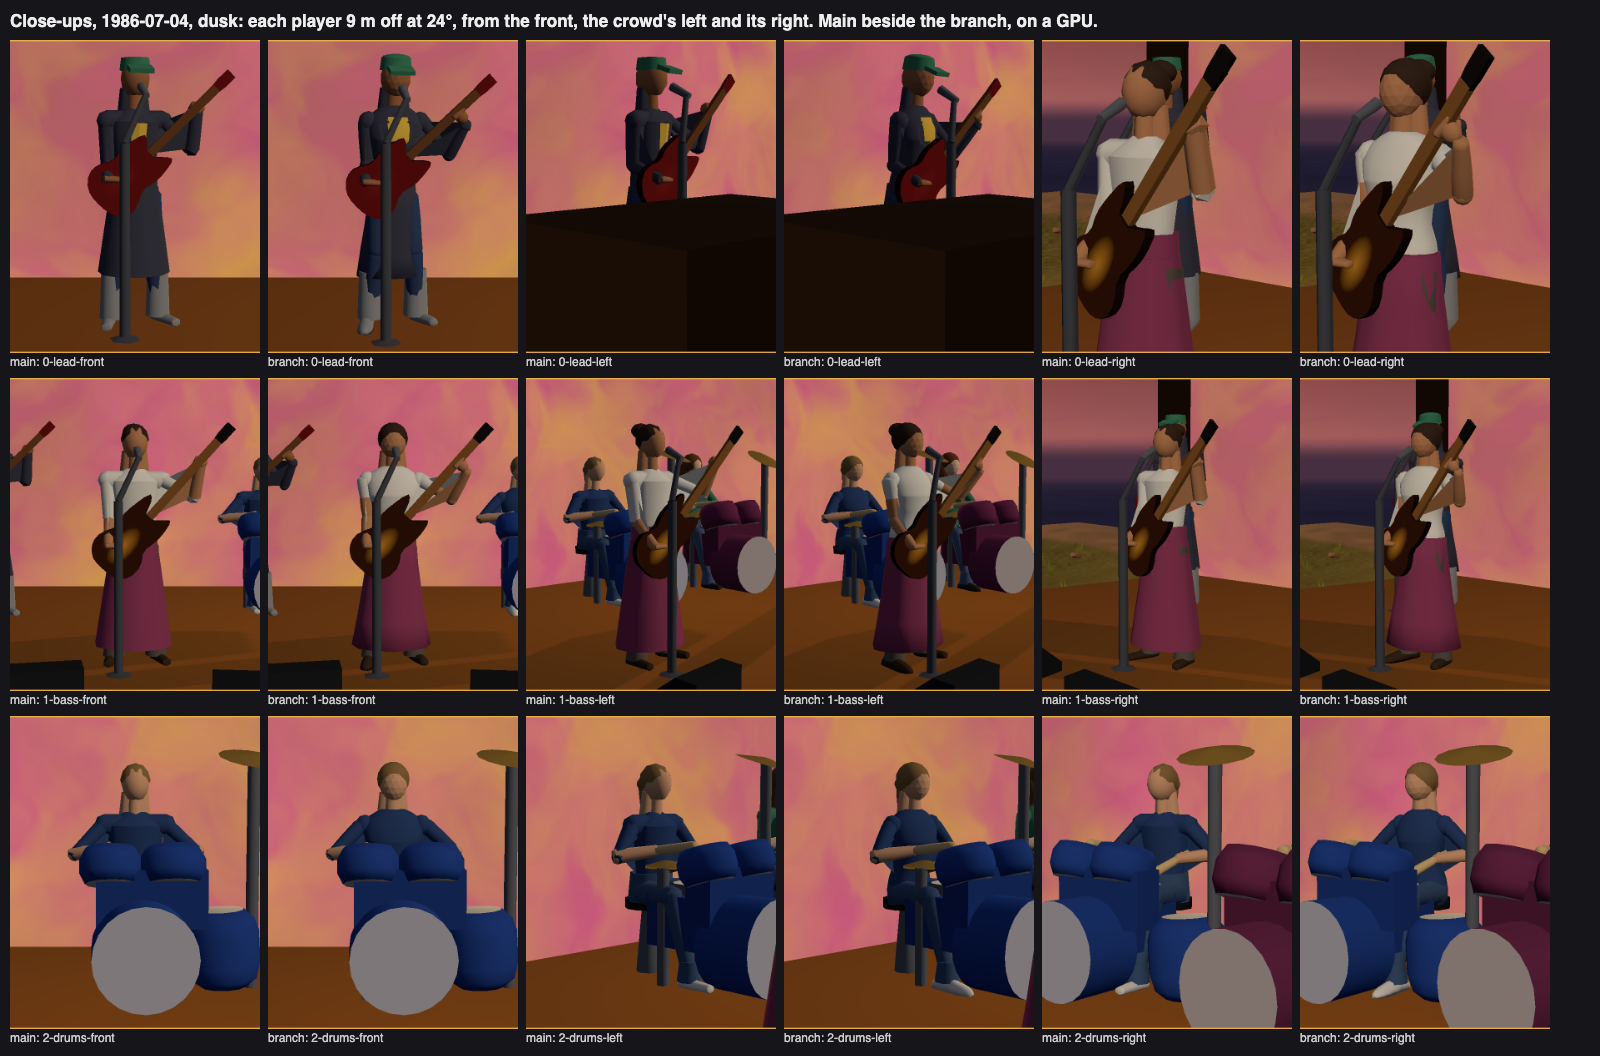 Close-ups, 1986-07-04, dusk: each player 9 m off at 24°, from the front, the crowd's left and its right. Main beside the branch, on a GPU.
main: 0-lead-front
branch: 0-lead-front
main: 0-lead-left
branch: 0-lead-left
main: 0-lead-right
branch: 0-lead-right
main: 1-bass-front
branch: 1-bass-front
main: 1-bass-left
branch: 1-bass-left
main: 1-bass-right
branch: 1-bass-right
main: 2-drums-front
branch: 2-drums-front
main: 2-drums-left
branch: 2-drums-left
main: 2-drums-right
branch: 2-drums-right